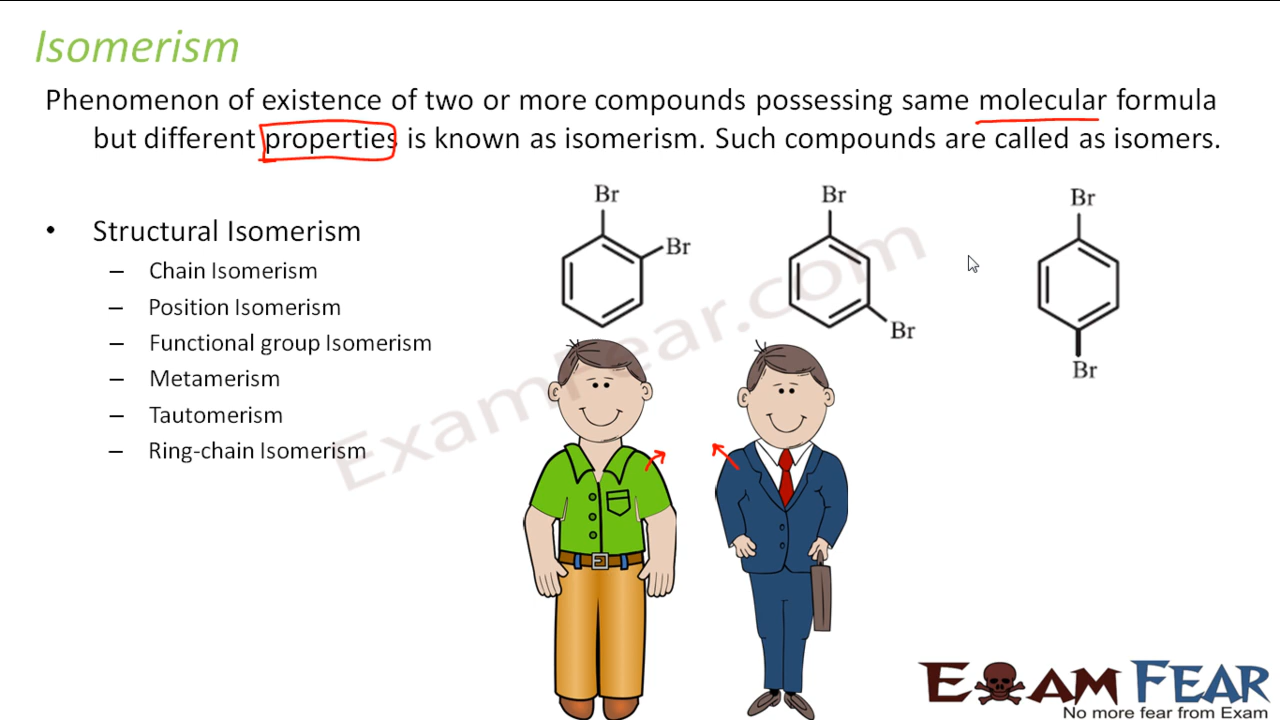 Isomerism
Phenomenon of existence of two or more compounds possessing same molecular formula
but different properties is known as isomerism. Such compounds are called as isomers.
• Structural Isomerism
– Chain Isomerism
– Position Isomerism
– Functional group Isomerism
– Metamerism
– Tautomerism
– Ring-chain Isomerism
Br
Br
Br
Br
Br
Br
ExamFear.com
EXAM FEAR
No more fear from Exam